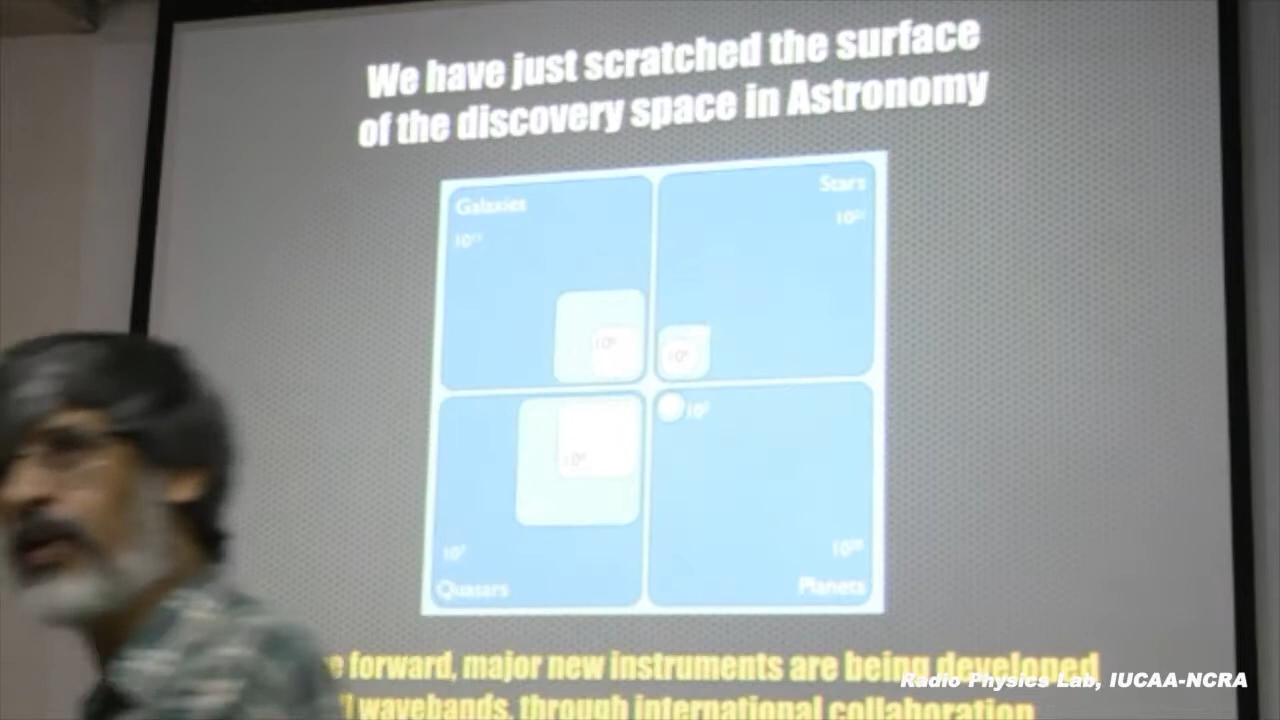 We have just scratched the surface
of the discovery space in Astronomy
Galaxies
Stars
Quasars
Planets
forward, major new instruments are being developed
wavebands, through international collaboration
Radio Physics Lab, IUCAA-NCRA